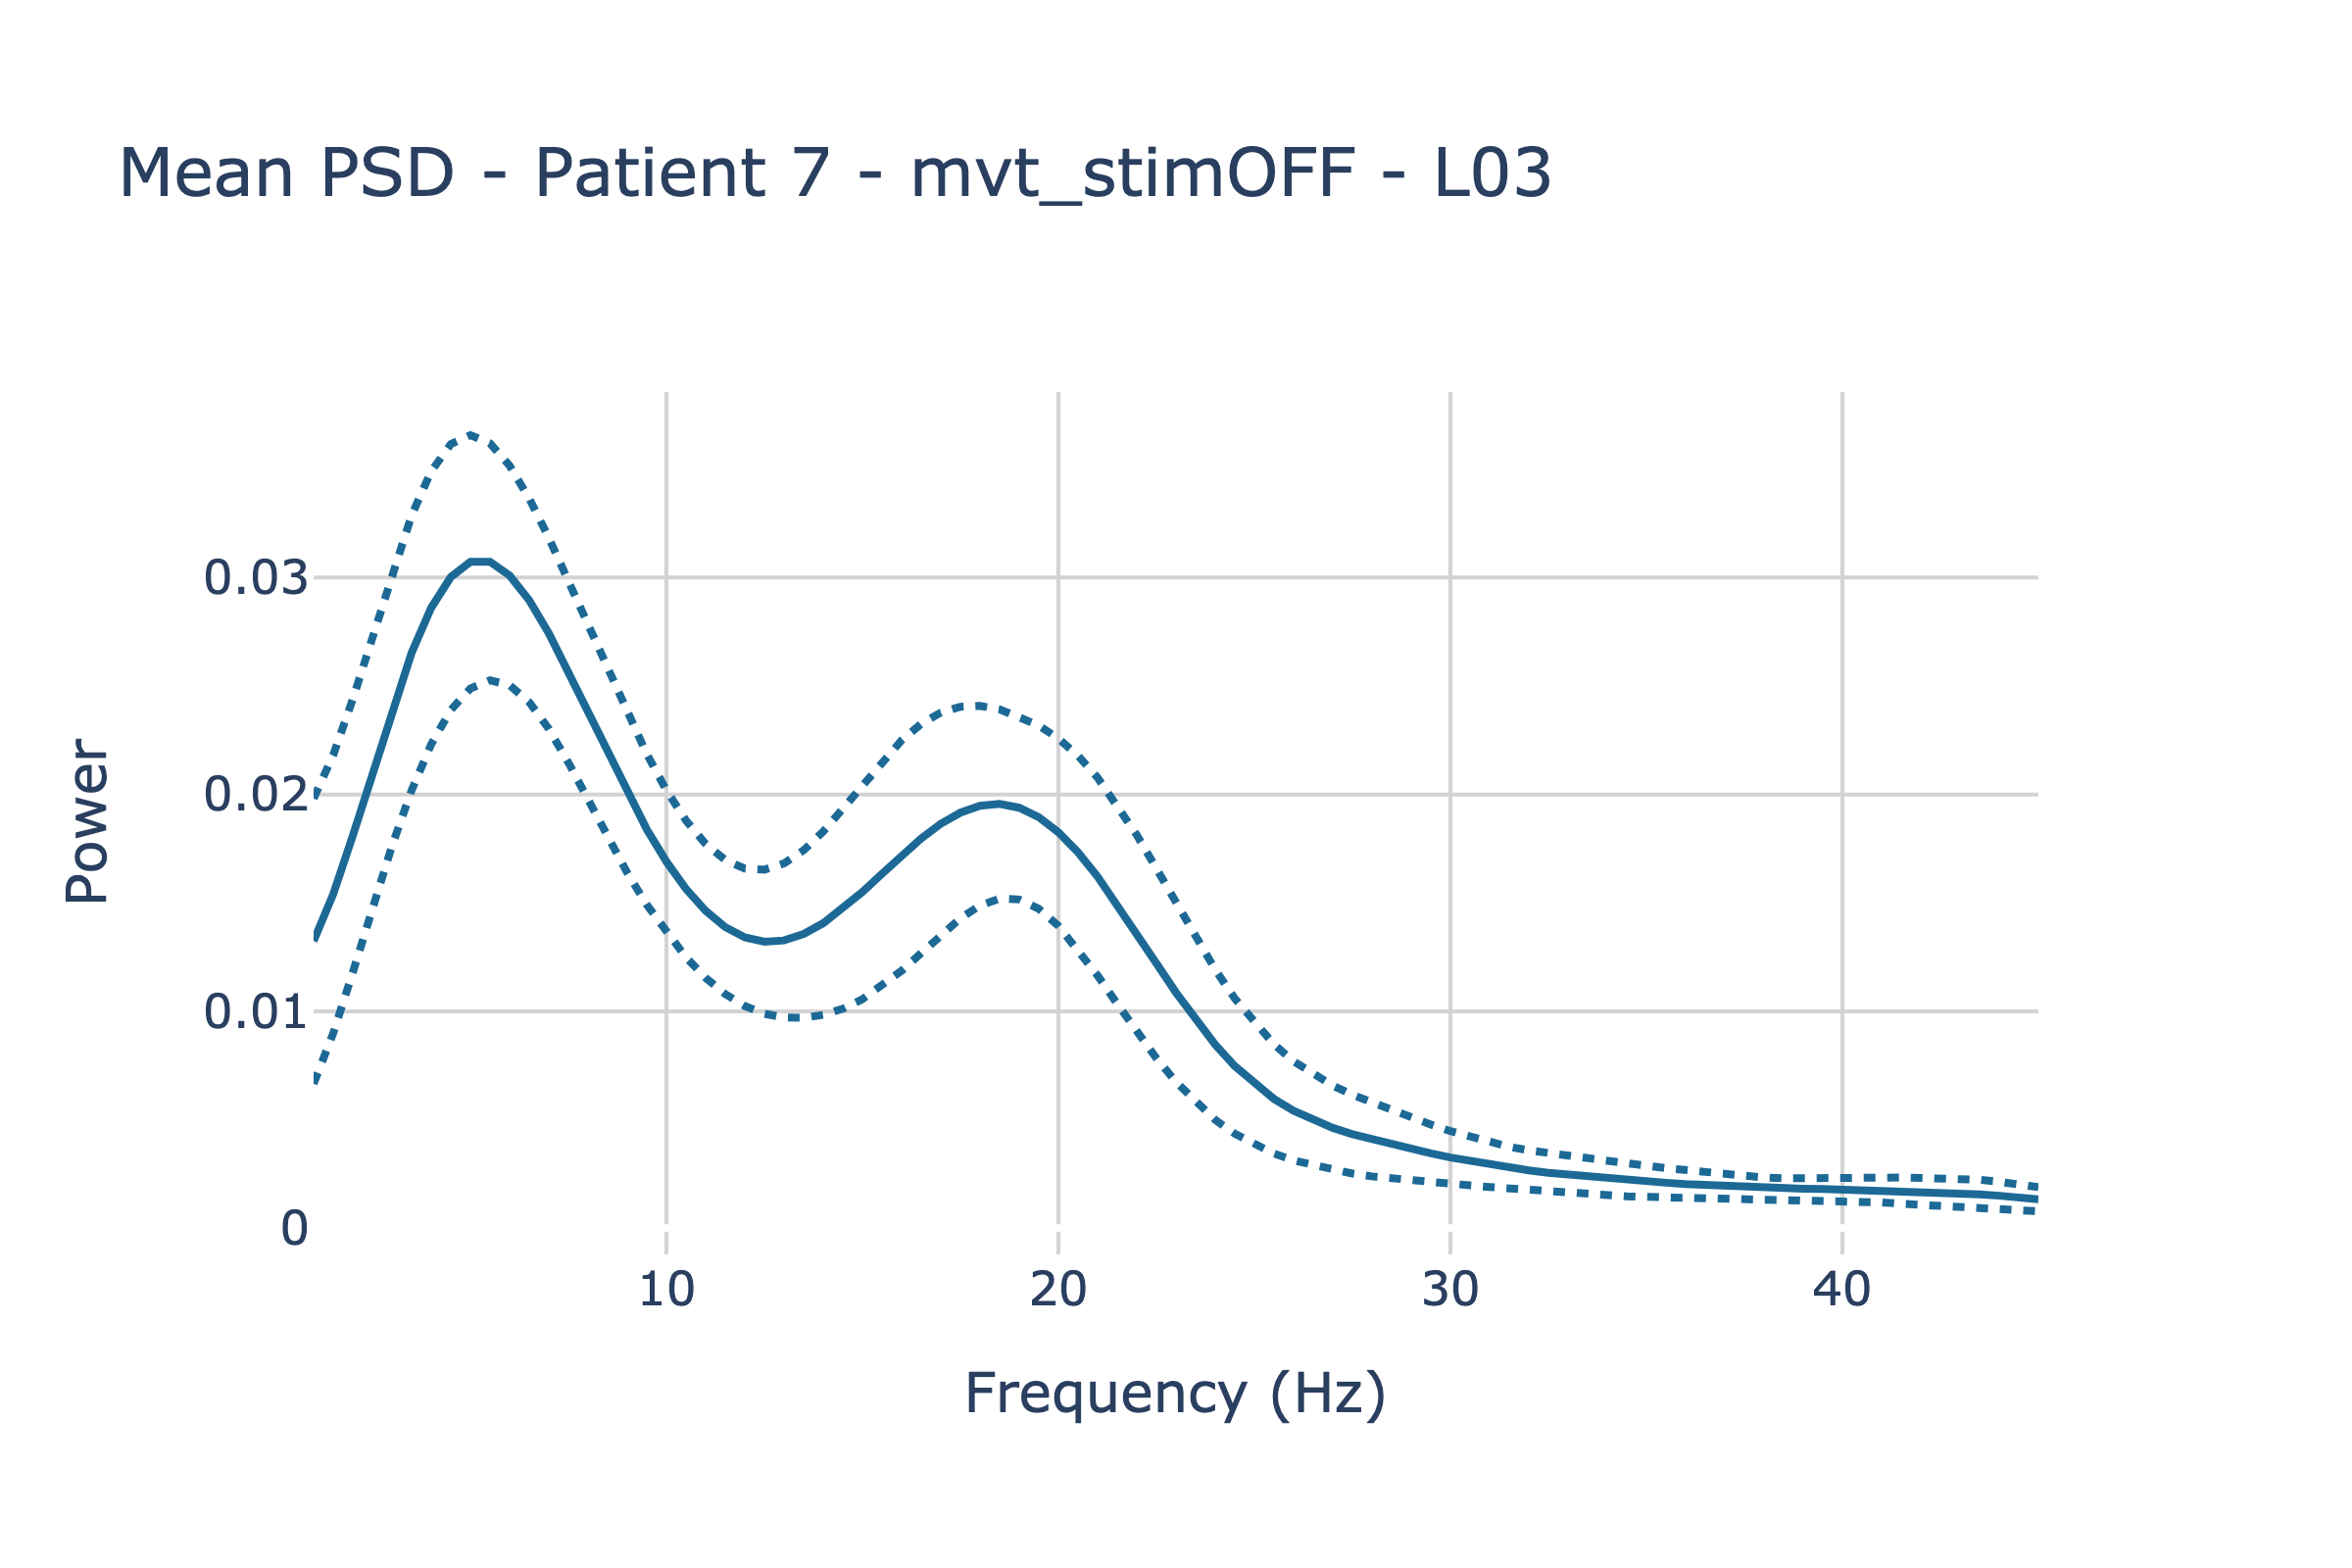 Mean PSD - Patient 7 - mvt_stimOFF - L03
Power
0.03
0.02
0.01
0
10 20 30 40
Frequency (Hz)